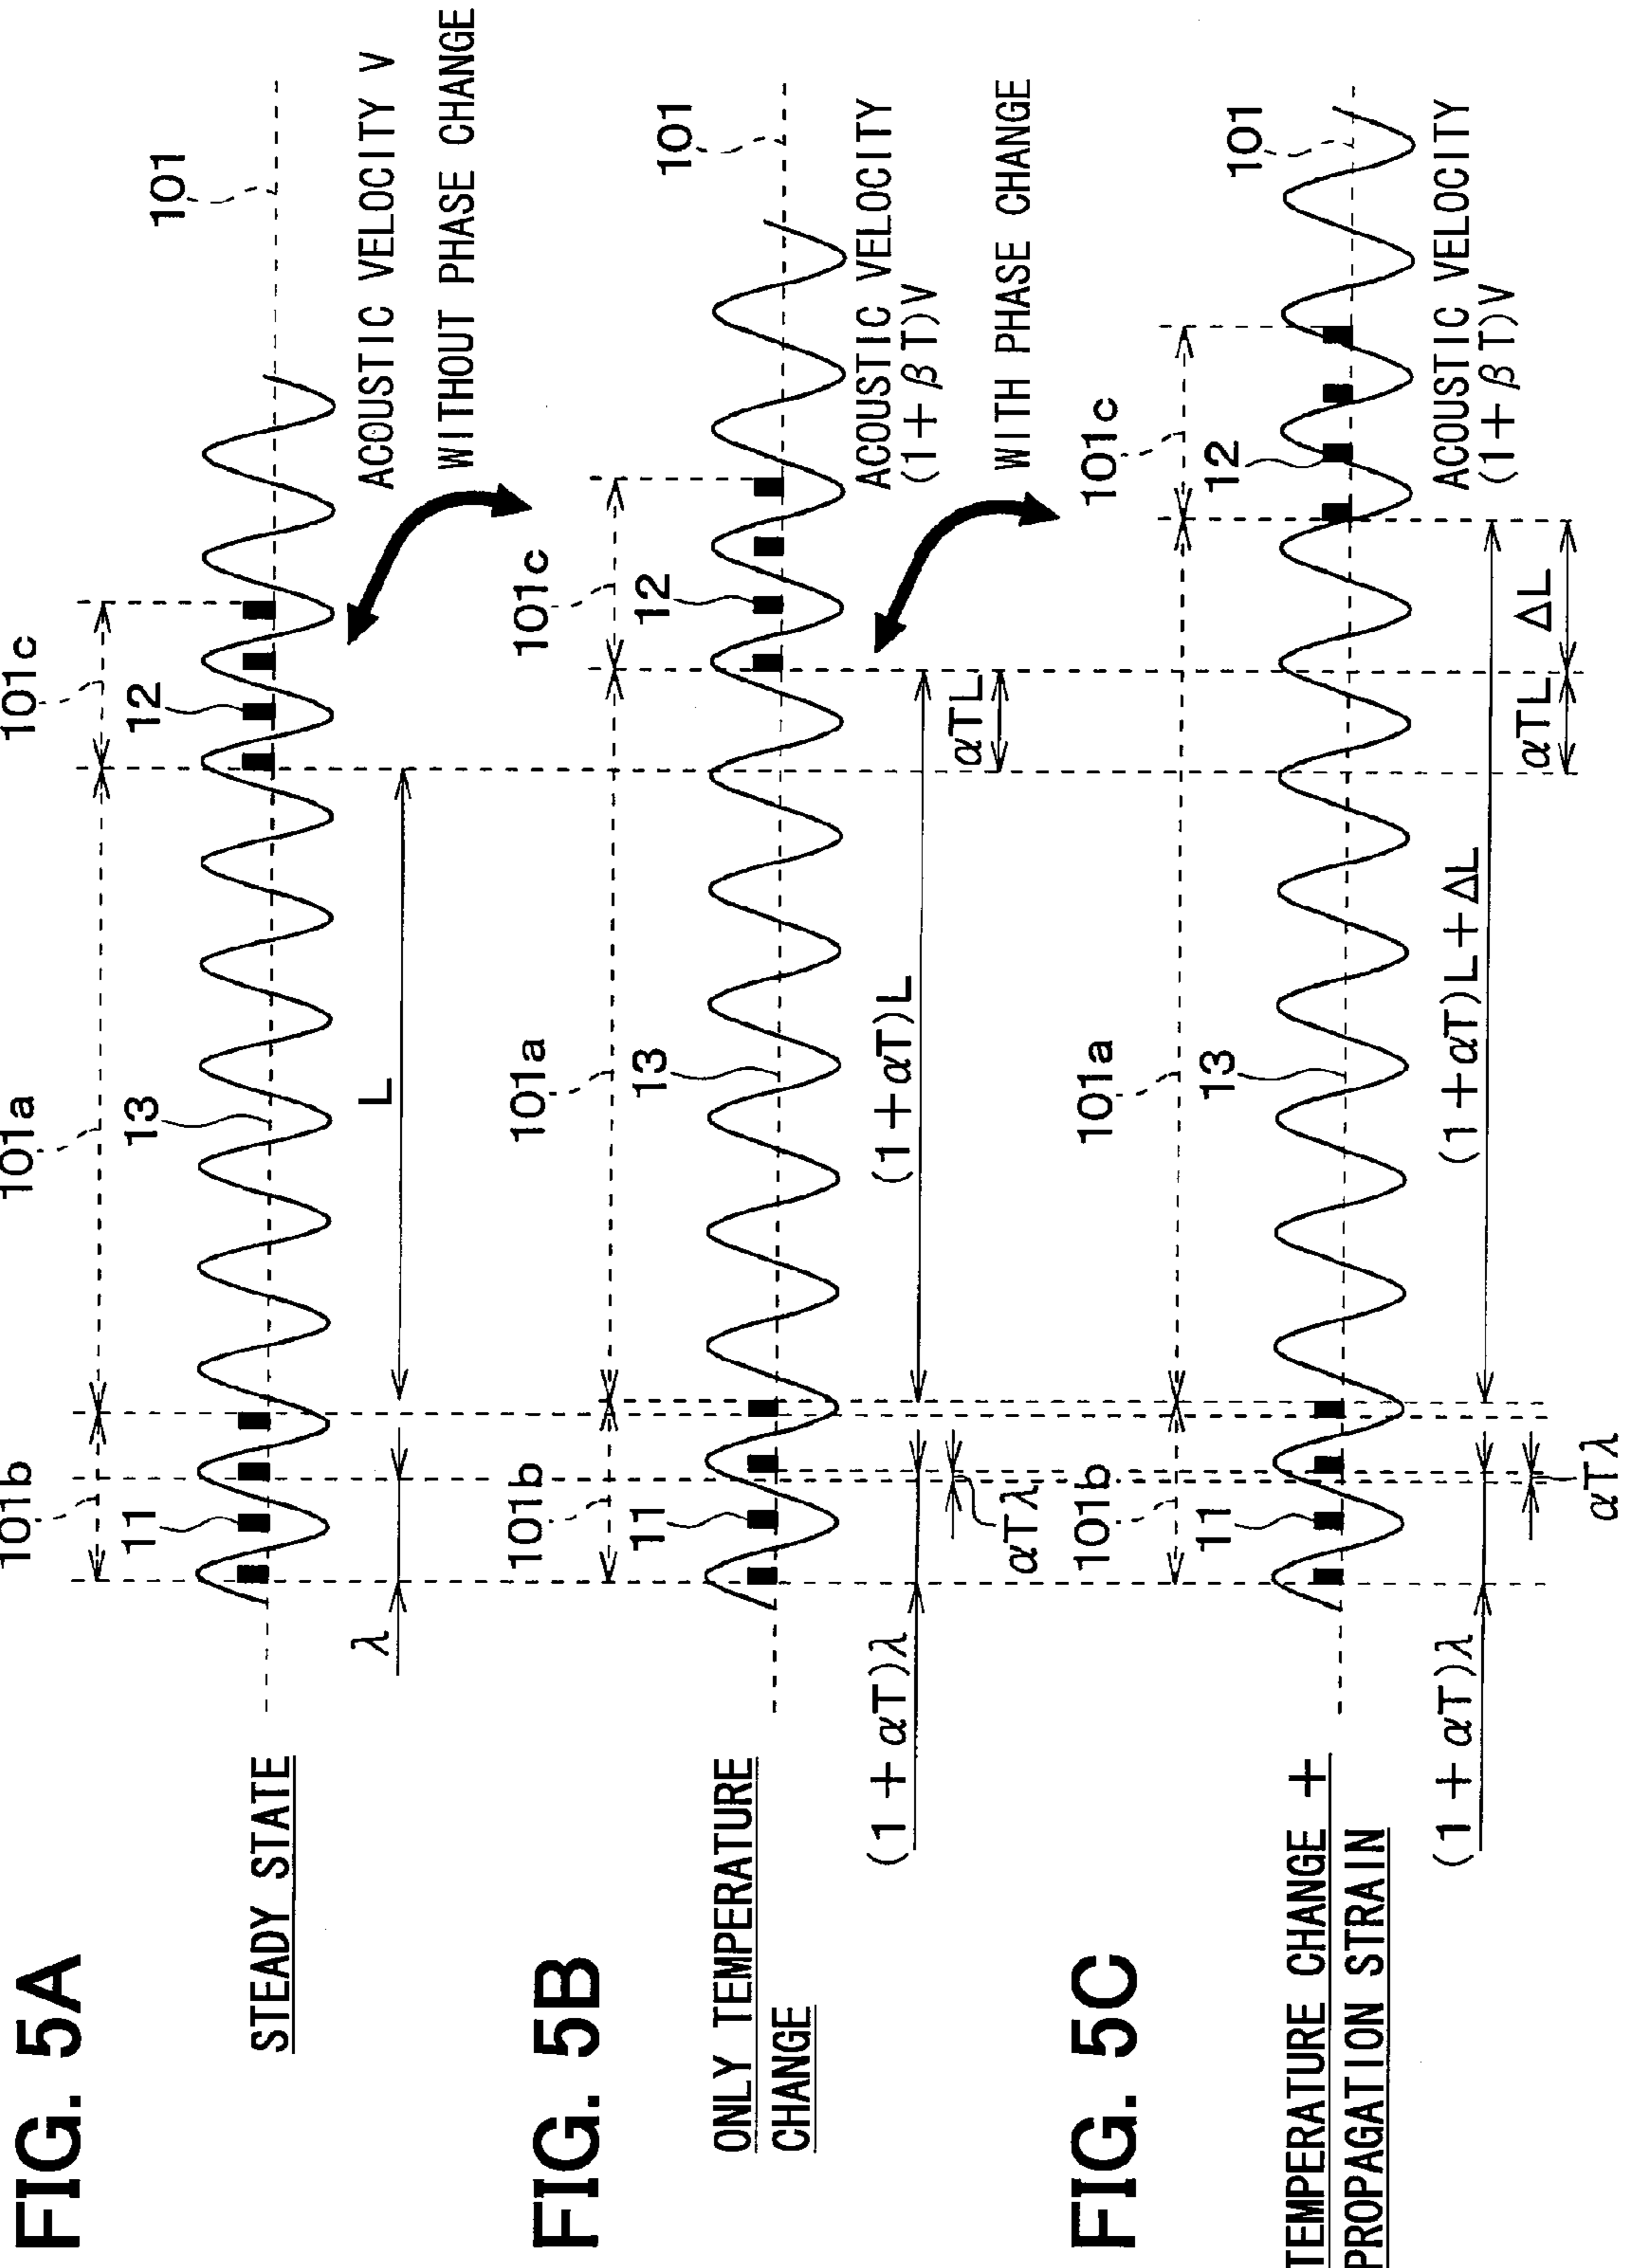 FIG. 5A
STEADY STATE
101b
101a
101c
11
13
12
101
λ
L
ACOUSTIC VELOCITY V
WITHOUT PHASE CHANGE
FIG. 5B
ONLY TEMPERATURE
CHANGE
101b
101a
101c
11
13
12
101
(1+αT)λ
αTλ
(1+αT)L
αTL
ACOUSTIC VELOCITY
(1+βT)V
WITH PHASE CHANGE
FIG. 5C
TEMPERATURE CHANGE +
PROPAGATION STRAIN
101b
101a
101c
11
13
12
101
(1+αT)λ
αTλ
(1+αT)L+ΔL
αTL
ΔL
ACOUSTIC VELOCITY
(1+βT)V